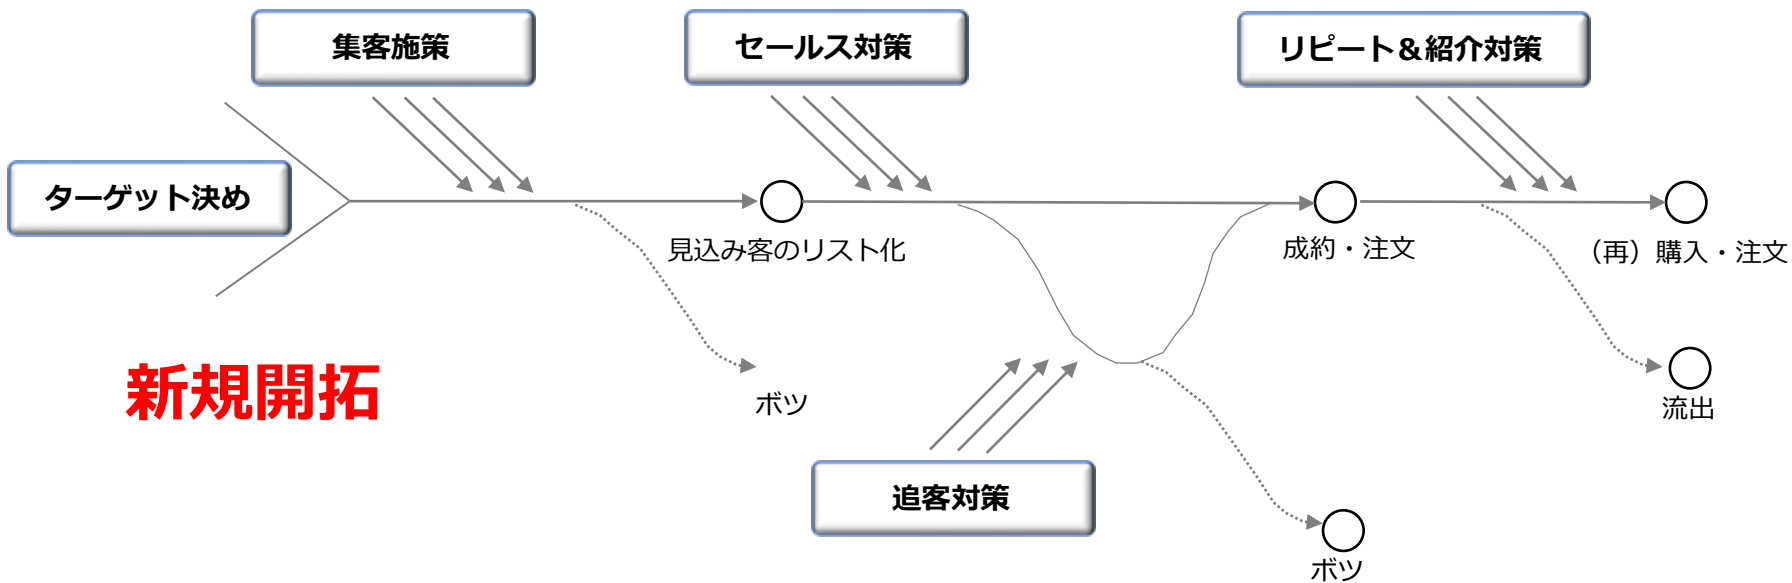 集客施策
セールス対策
リピート＆紹介対策
ターゲット決め
見込み客のリスト化
成約・注文
（再）購入・注文
新規開拓
ボツ
流出
追客対策
ボツ